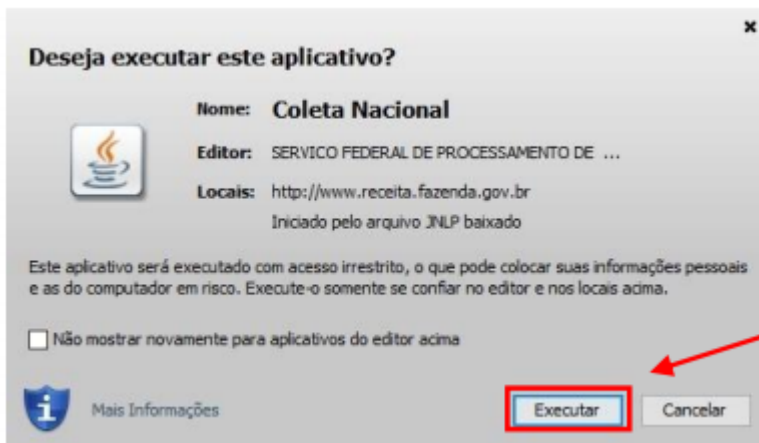 Deseja executar este aplicativo?
Nome: Coleta Nacional
Editor: SERVICO FEDERAL DE PROCESSAMENTO DE ...
Locais: http://www.receita.fazenda.gov.br
Iniciado pelo arquivo JNLP baixado
Este aplicativo será executado com acesso irrestrito, o que pode colocar suas informações pessoais
e as do computador em risco. Execute-o somente se confiar no editor e nos locais acima.
Não mostrar novamente para aplicativos do editor acima
Mais Informações
Executar
Cancelar